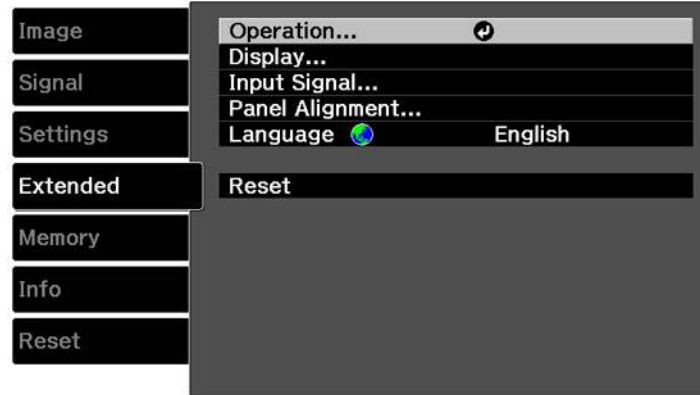 Image
Signal
Settings
Extended
Memory
Info
Reset
Operation...
Display...
Input Signal...
Panel Alignment...
Language English
Reset